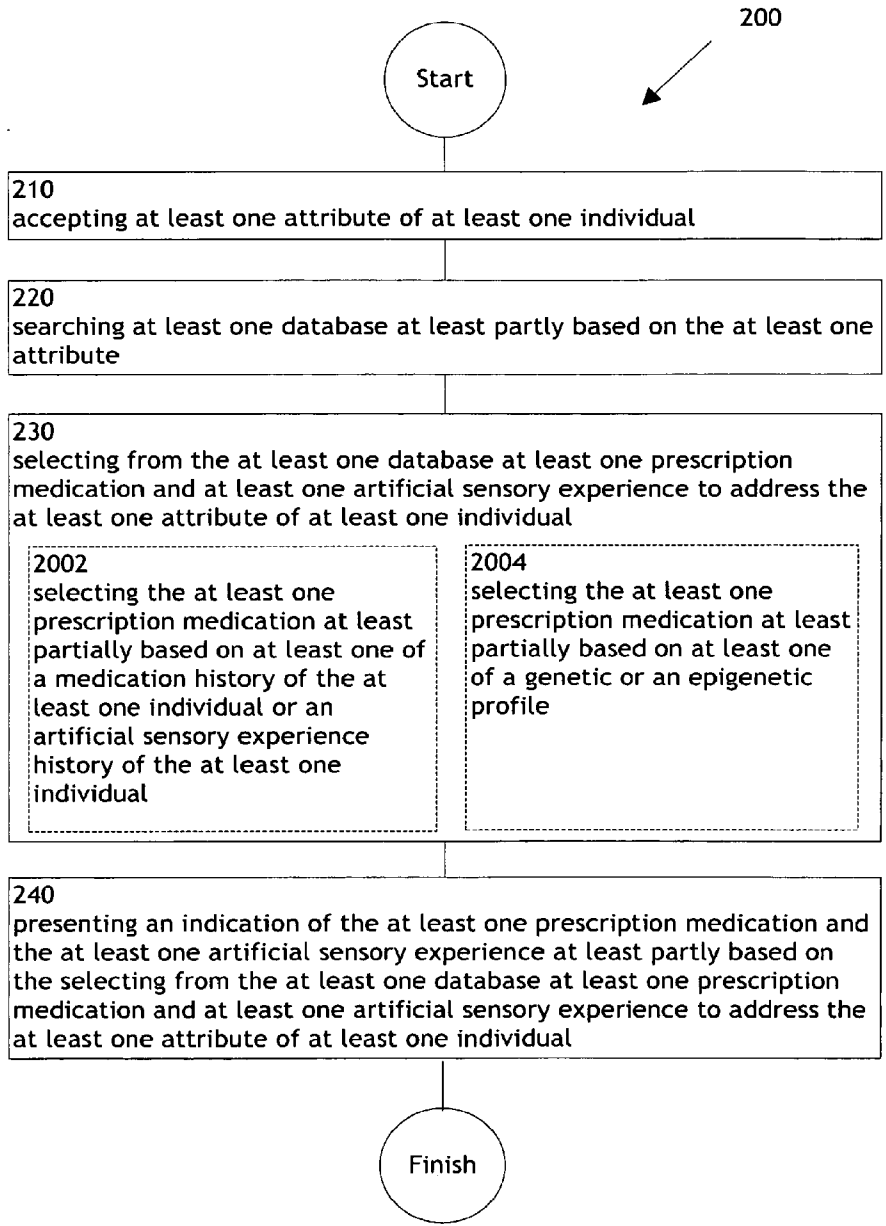 200
Start
210
accepting at least one attribute of at least one individual
220
searching at least one database at least partly based on the at least one
attribute
230
selecting from the at least one database at least one prescription
medication and at least one artificial sensory experience to address the
at least one attribute of at least one individual
2002
selecting the at least one
prescription medication at least
partially based on at least one of
a medication history of the at
least one individual or an
artificial sensory experience
history of the at least one
individual
2004
selecting the at least one
prescription medication at least
partially based on at least one
of a genetic or an epigenetic
profile
240
presenting an indication of the at least one prescription medication and
the at least one artificial sensory experience at least partly based on
the selecting from the at least one database at least one prescription
medication and at least one artificial sensory experience to address the
at least one attribute of at least one individual
Finish